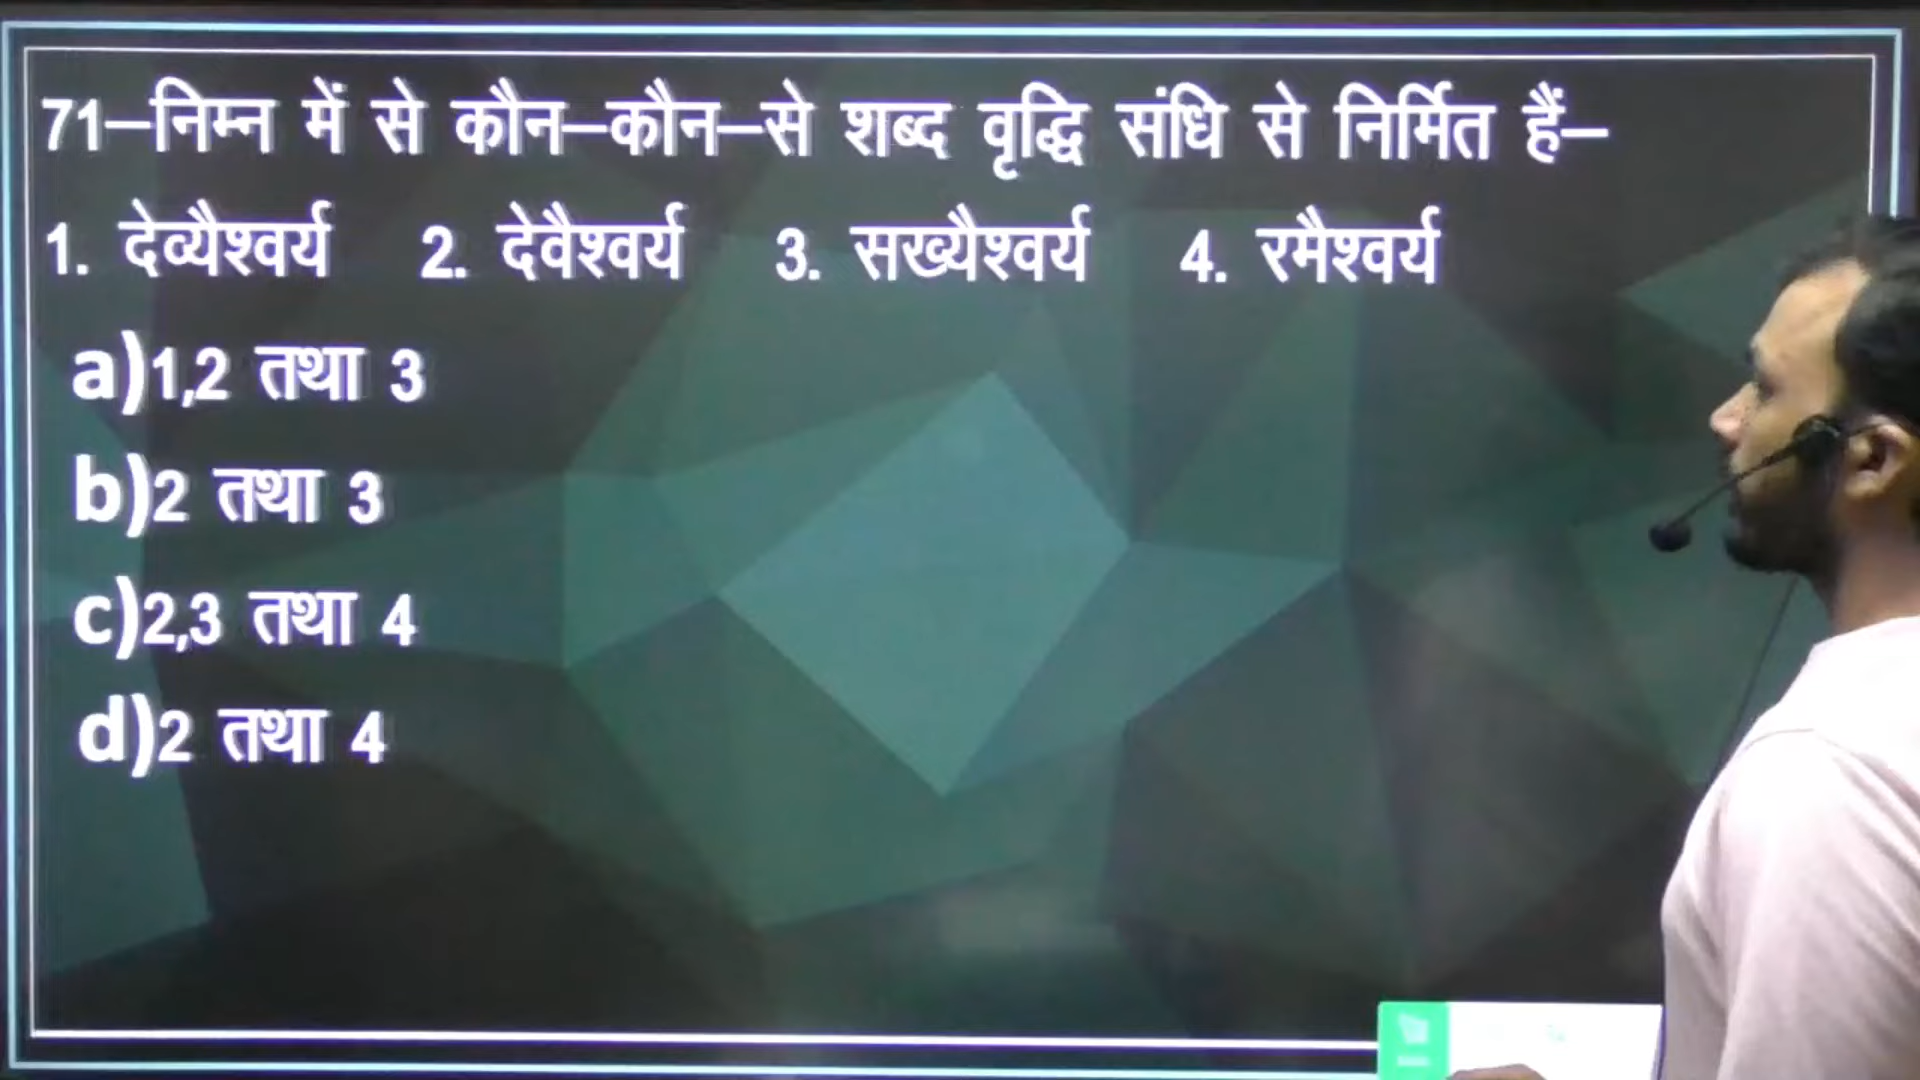 71–निम्न में से कौन–कौन–से शब्द वृद्धि संधि से निर्मित हैं–
1. देव्यैश्वर्य 2. देवैश्वर्य 3. सख्यैश्वर्य 4. रमैश्वर्य
a)1,2 तथा 3
b)2 तथा 3
c)2,3 तथा 4
d)2 तथा 4